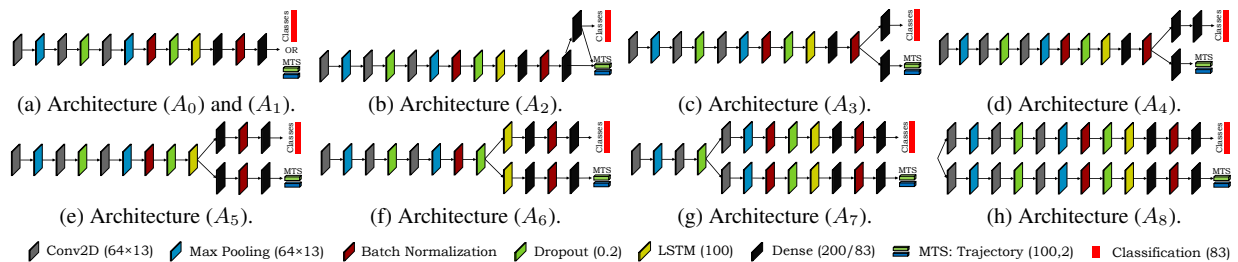 Classes
OR
MTS
(a) Architecture (A0) and (A1).
Classes
MTS
(b) Architecture (A2).
Classes
MTS
(c) Architecture (A3).
Classes
MTS
(d) Architecture (A4).
Classes
MTS
(e) Architecture (A5).
Classes
MTS
(f) Architecture (A6).
Classes
MTS
(g) Architecture (A7).
Classes
MTS
(h) Architecture (A8).
Conv2D (64×13) Max Pooling (64×13) Batch Normalization Dropout (0.2) LSTM (100) Dense (200/83) MTS: Trajectory (100,2) Classification (83)